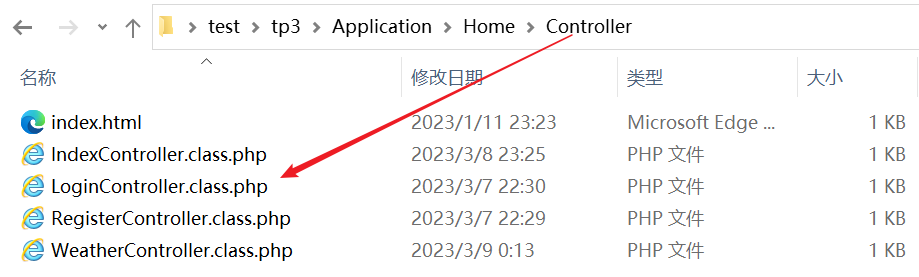 test > tp3 > Application > Home > Controller
名称 修改日期 类型 大小
index.html 2023/1/11 23:23 Microsoft Edge ... 1 KB
IndexController.class.php 2023/3/8 23:25 PHP 文件 1 KB
LoginController.class.php 2023/3/7 22:30 PHP 文件 1 KB
RegisterController.class.php 2023/3/7 22:29 PHP 文件 1 KB
WeatherController.class.php 2023/3/9 0:13 PHP 文件 1 KB